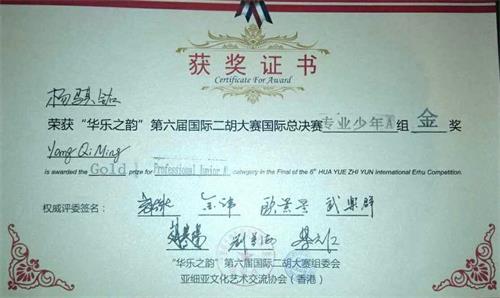 获奖证书
Certificate For Award
杨骐
荣获“华乐之韵”第六届国际二胡大赛国际总决赛专业少年A组金奖
Yang Qi Ming
is awarded the Gold prize for Professional Junior A category in the Final of the 6th HUA YUE ZHI YUN International Erhu Competition.
权威评委签名:
“华乐之韵”第六届国际二胡大赛组委会
亚细亚文化艺术交流协会(香港)